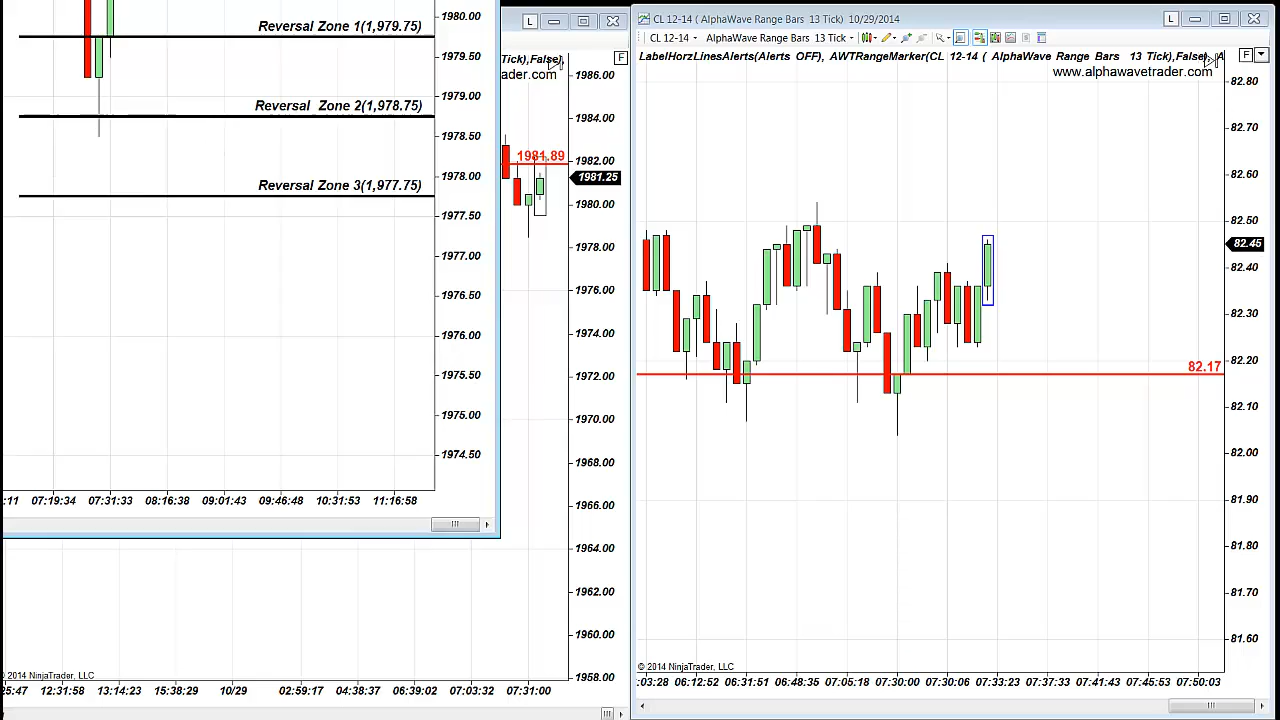 Reversal Zone 1(1,979.75)
Reversal Zone 2(1,978.75)
Reversal Zone 3(1,977.75)
1980.00
1979.50
1979.00
1978.50
1978.00
1977.50
1977.00
1976.50
1976.00
1975.50
1975.00
1974.50
:11 07:19:34 07:31:33 08:16:38 09:01:43 09:46:48 10:31:53 11:16:58
L
Tick),False),
ader.com
F
1981.89
1986.00
1984.00
1982.00
1981.25
1980.00
1978.00
1976.00
1974.00
1972.00
1970.00
1968.00
1966.00
1964.00
1962.00
1960.00
1958.00
2014 NinjaTrader, LLC
25:47 12:31:58 13:14:23 15:38:29 10/29 02:59:17 04:38:37 06:39:02 07:03:32 07:31:00
CL 12-14 ( AlphaWave Range Bars 13 Tick) 10/29/2014
L
CL 12-14 AlphaWave Range Bars 13 Tick
LabelHorzLinesAlerts(Alerts OFF), AWTRangeMarker(CL 12-14 ( AlphaWave Range Bars 13 Tick),False), A
F
www.alphawavetrader.com
82.17
82.80
82.70
82.60
82.50
82.45
82.40
82.30
82.20
82.10
82.00
81.90
81.80
81.70
81.60
© 2014 NinjaTrader, LLC
:03:28 06:12:52 06:31:51 06:48:35 07:05:18 07:30:00 07:30:06 07:33:23 07:37:33 07:41:43 07:45:53 07:50:03